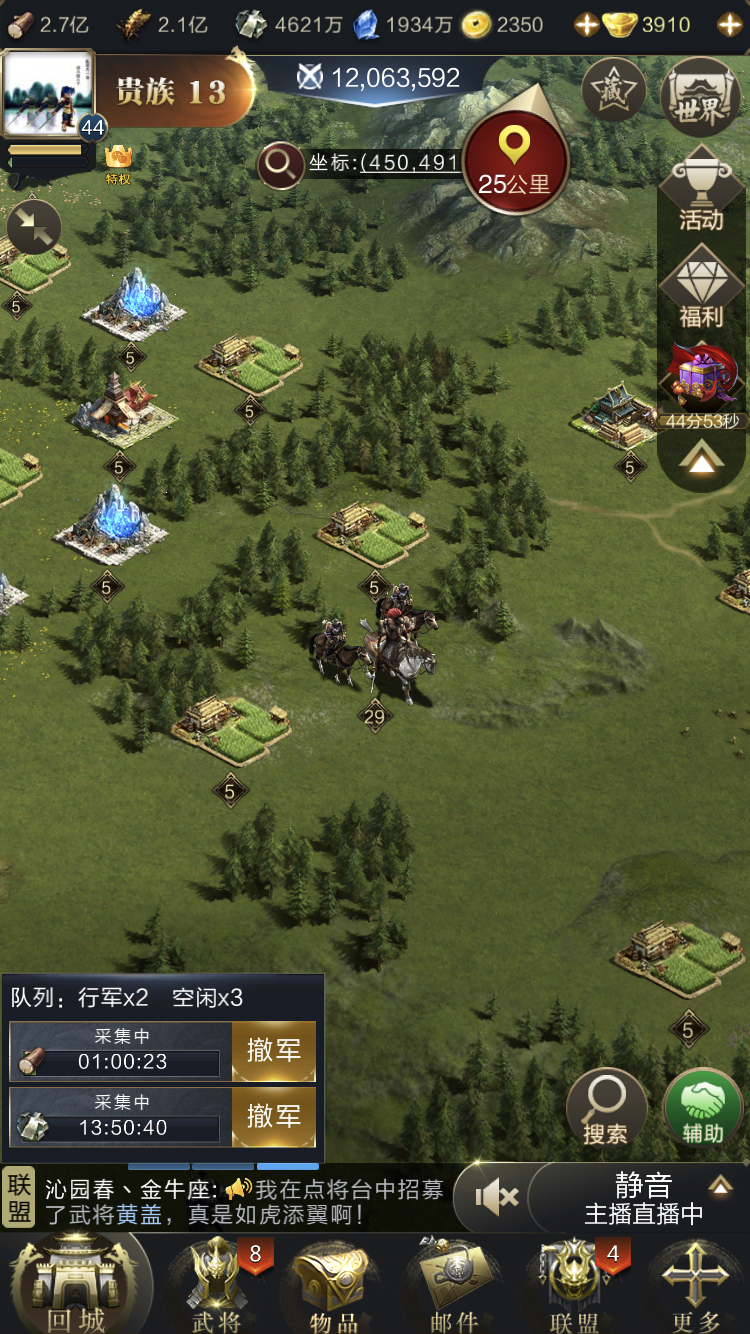 2.7亿 2.1亿 4621万 1934万 2350 3910
贵族 13
12,063,592
藏
世界
44
特权
坐标:(450,491
25公里
活动
福利
44分53秒
5
5
5
5
5
5
5
29
5
5
队列: 行军x2 空闲x3
采集中
01:00:23
撤军
采集中
13:50:40
撤军
搜索
辅助
联盟
沁园春、金牛座:我在点将台中招募
了武将黄盖，真是如虎添翼啊！
静音
主播直播中
8
4
回城 武将 物品 邮件 联盟 更多